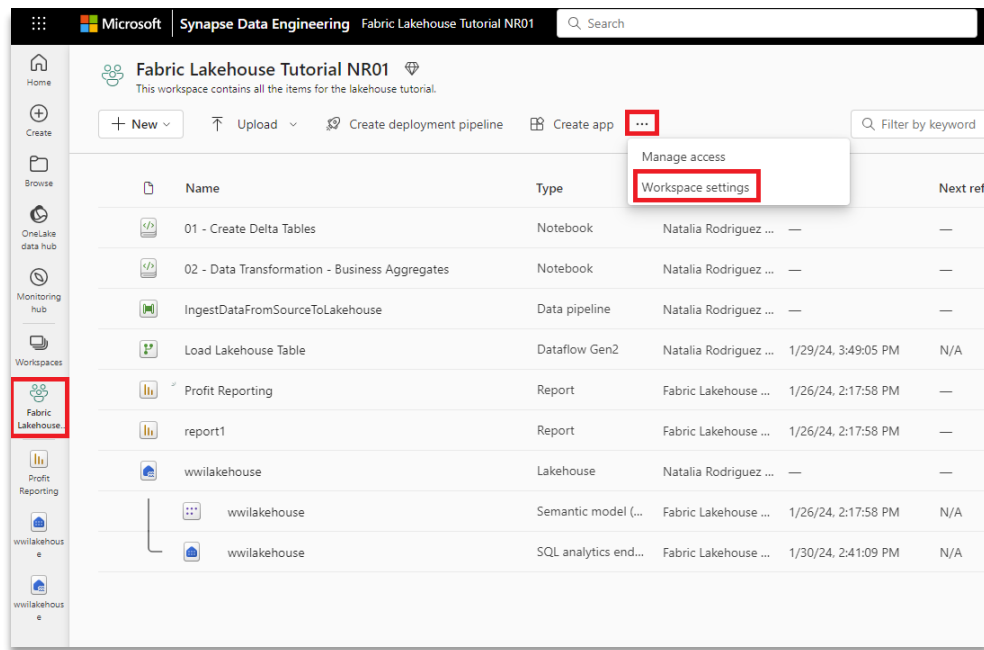 Microsoft Synapse Data Engineering Fabric Lakehouse Tutorial NR01 Search
Home
Create
Browse
OneLake
data hub
Monitoring
hub
Workspaces
Fabric
Lakehouse..
Profit
Reporting
wwilakehous
e
wwilakehous
e
Fabric Lakehouse Tutorial NR01
This workspace contains all the items for the lakehouse tutorial.
+ New Upload Create deployment pipeline Create app ... Filter by keyword
Manage access
Workspace settings
Name Type Next ref
01 - Create Delta Tables Notebook Natalia Rodriguez ... — —
02 - Data Transformation - Business Aggregates Notebook Natalia Rodriguez ... — —
IngestDataFromSourceToLakehouse Data pipeline Natalia Rodriguez ... — —
Load Lakehouse Table Dataflow Gen2 Natalia Rodriguez ... 1/29/24, 3:49:05 PM N/A
Profit Reporting Report Fabric Lakehouse ... 1/26/24, 2:17:58 PM —
report1 Report Fabric Lakehouse ... 1/26/24, 2:17:58 PM —
wwilakehouse Lakehouse Natalia Rodriguez ... — —
wwilakehouse Semantic model (... Fabric Lakehouse ... 1/26/24, 2:17:58 PM N/A
wwilakehouse SQL analytics end... Fabric Lakehouse ... 1/30/24, 2:41:09 PM N/A